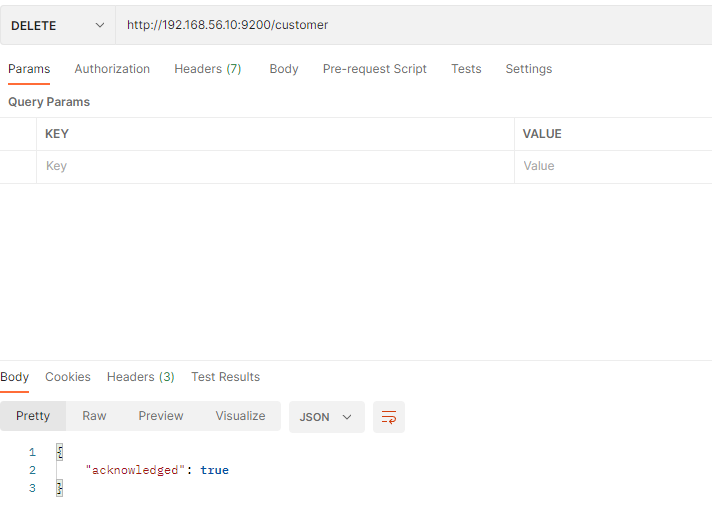 DELETE http://192.168.56.10:9200/customer
Params Authorization Headers (7) Body Pre-request Script Tests Settings
Query Params
KEY VALUE
Key Value
Body Cookies Headers (3) Test Results
Pretty Raw Preview Visualize JSON
1 {
2 "acknowledged": true
3 }